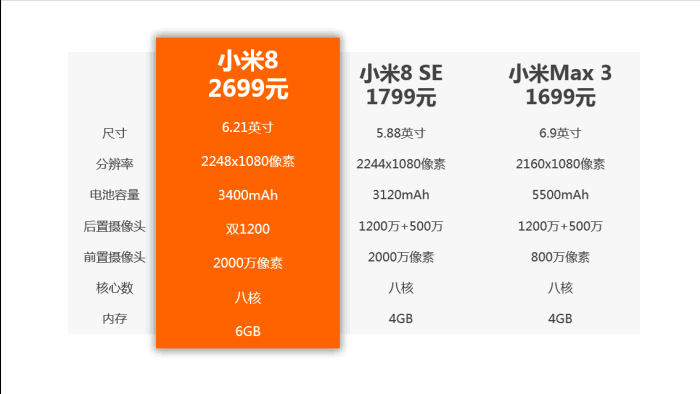 小米8 小米8 SE 小米Max 3
2699元 1799元 1699元
尺寸 6.21英寸 5.88英寸 6.9英寸
分辨率 2248x1080像素 2244x1080像素 2160x1080像素
电池容量 3400mAh 3120mAh 5500mAh
后置摄像头 双1200 1200万+500万 1200万+500万
前置摄像头 2000万像素 2000万像素 800万像素
核心数 八核 八核 八核
内存 6GB 4GB 4GB